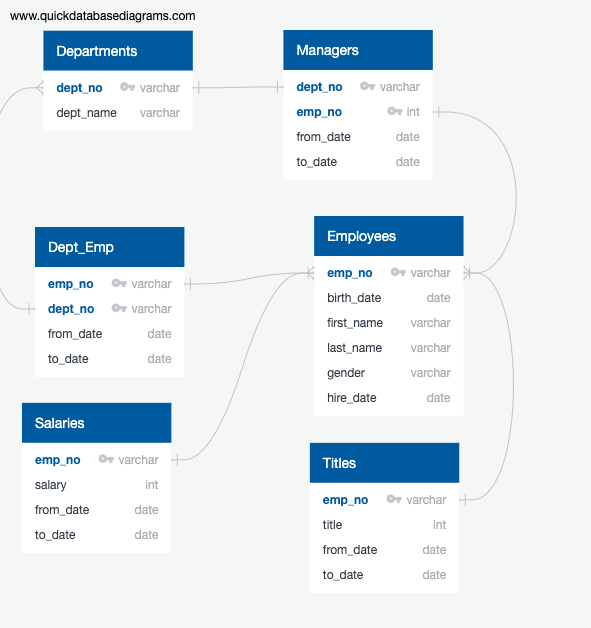 www.quickdatabasediagrams.com
Departments
dept_no varchar
dept_name varchar
Managers
dept_no varchar
emp_no int
from_date date
to_date date
Dept_Emp
emp_no varchar
dept_no varchar
from_date date
to_date date
Employees
emp_no varchar
birth_date date
first_name varchar
last_name varchar
gender varchar
hire_date date
Salaries
emp_no varchar
salary int
from_date date
to_date date
Titles
emp_no varchar
title int
from_date date
to_date date